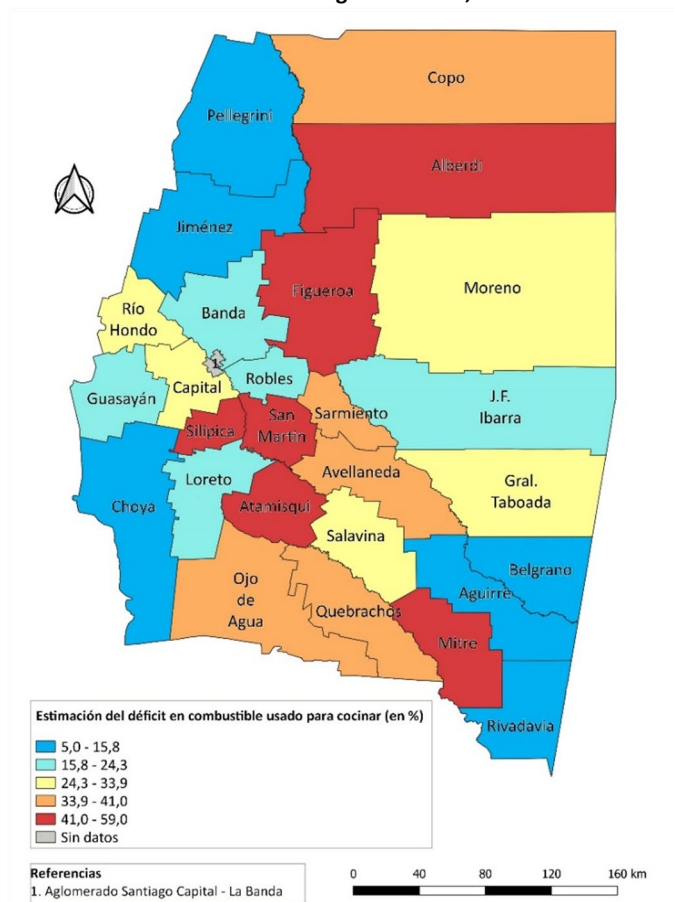 Copo
Pellegrini
Alberdi
Jiménez
Figueroa
Moreno
Río
Hondo
Banda
1
Capital
Robles
Guasayán
J.F.
Ibarra
Silipica
San
Martín
Sarmiento
Loreto
Avellaneda
Choya
Atamisqui
Gral.
Taboada
Salavina
Ojo
de
Agua
Quebrachos
Belgrano
Aguirre
Mitre
Rivadavia
Estimación del déficit en combustible usado para cocinar (en %)
5,0 - 15,8
15,8 - 24,3
24,3 - 33,9
33,9 - 41,0
41,0 - 59,0
Sin datos
Referencias
1. Aglomerado Santiago Capital - La Banda
0 40 80 120 160 km